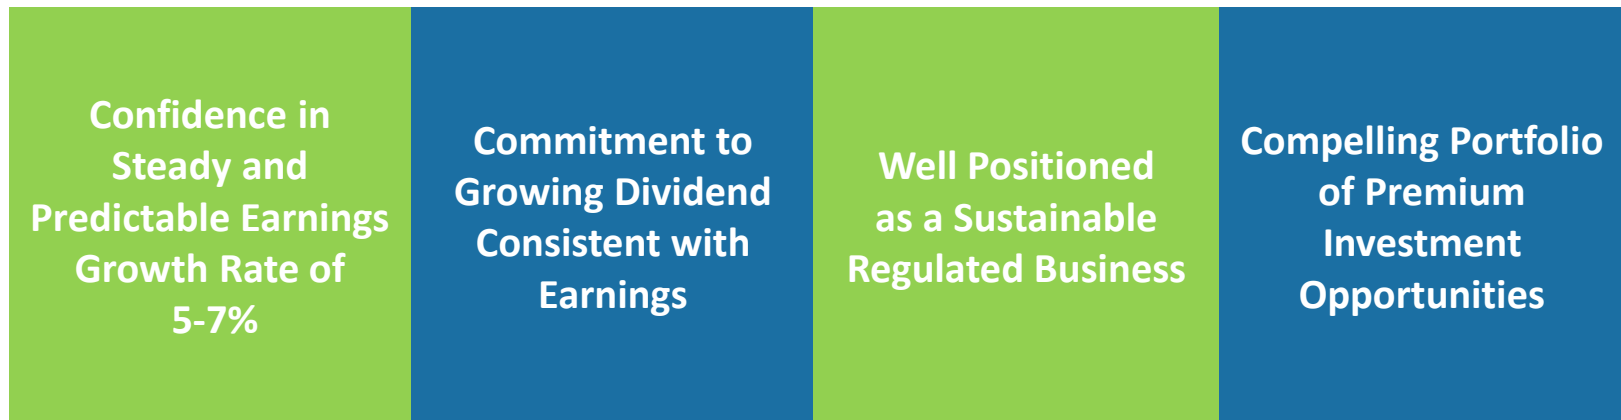 Confidence in
Steady and
Predictable Earnings
Growth Rate of
5-7%
Commitment to
Growing Dividend
Consistent with
Earnings
Well Positioned
as a Sustainable
Regulated Business
Compelling Portfolio
of Premium
Investment
Opportunities